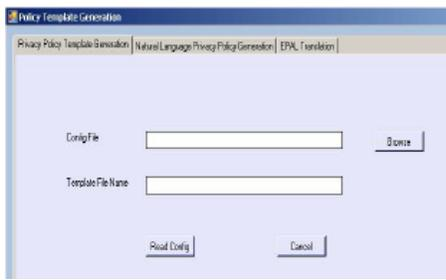 Policy Template Generation
Privacy Policy Template Generation Natural Language Privacy Policy Generation EPAL Translation
Config File
Browse
Template File Name
Read Config Cancel